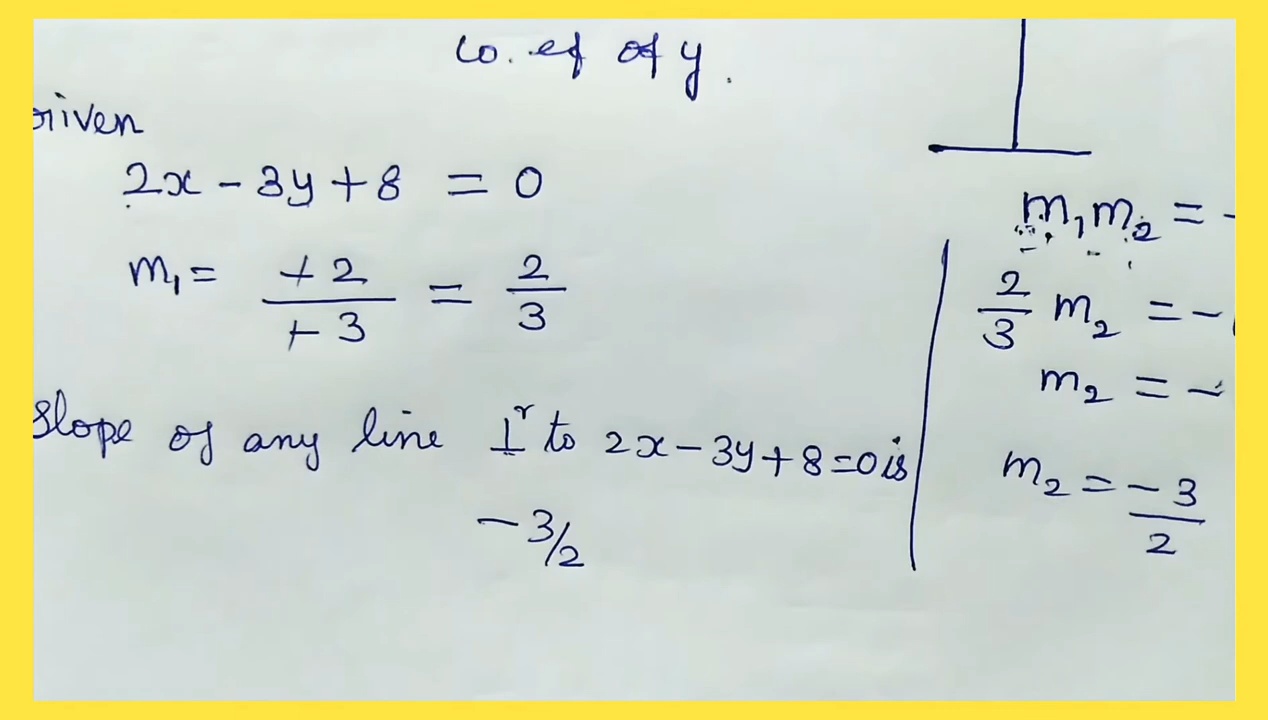 co. ef of y.
Given
2x - 3y + 8 = 0
m₁ = +2/+3 = 2/3
Slope of any line ⊥ʳ to 2x - 3y + 8 = 0 is
-3/2
m₁m₂ = -
2/3 m₂ = -
m₂ = -
m₂ = -3/2